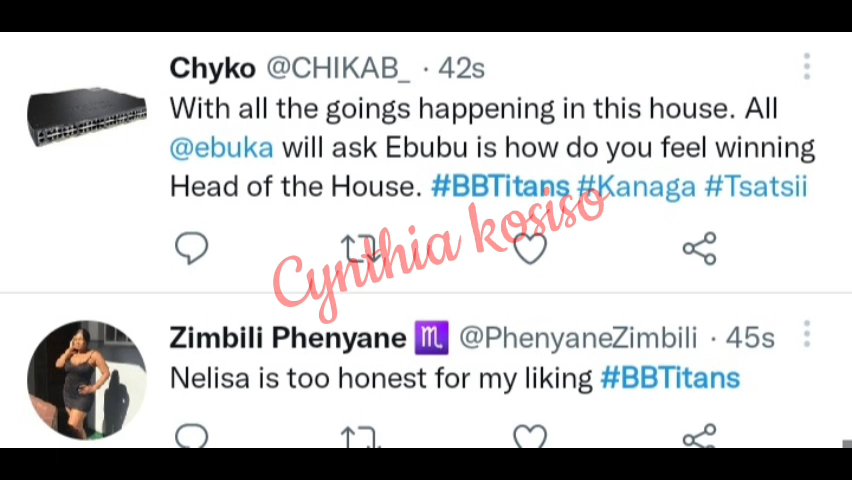 Chyko @CHIKAB_ · 42s
With all the goings happening in this house. All
@ebuka will ask Ebubu is how do you feel winning
Head of the House. #BBTitans #Kanaga #Tsatsii
Cynthia kosiso
Zimbili Phenyane ♏ @PhenyaneZimbili · 45s
Nelisa is too honest for my liking #BBTitans